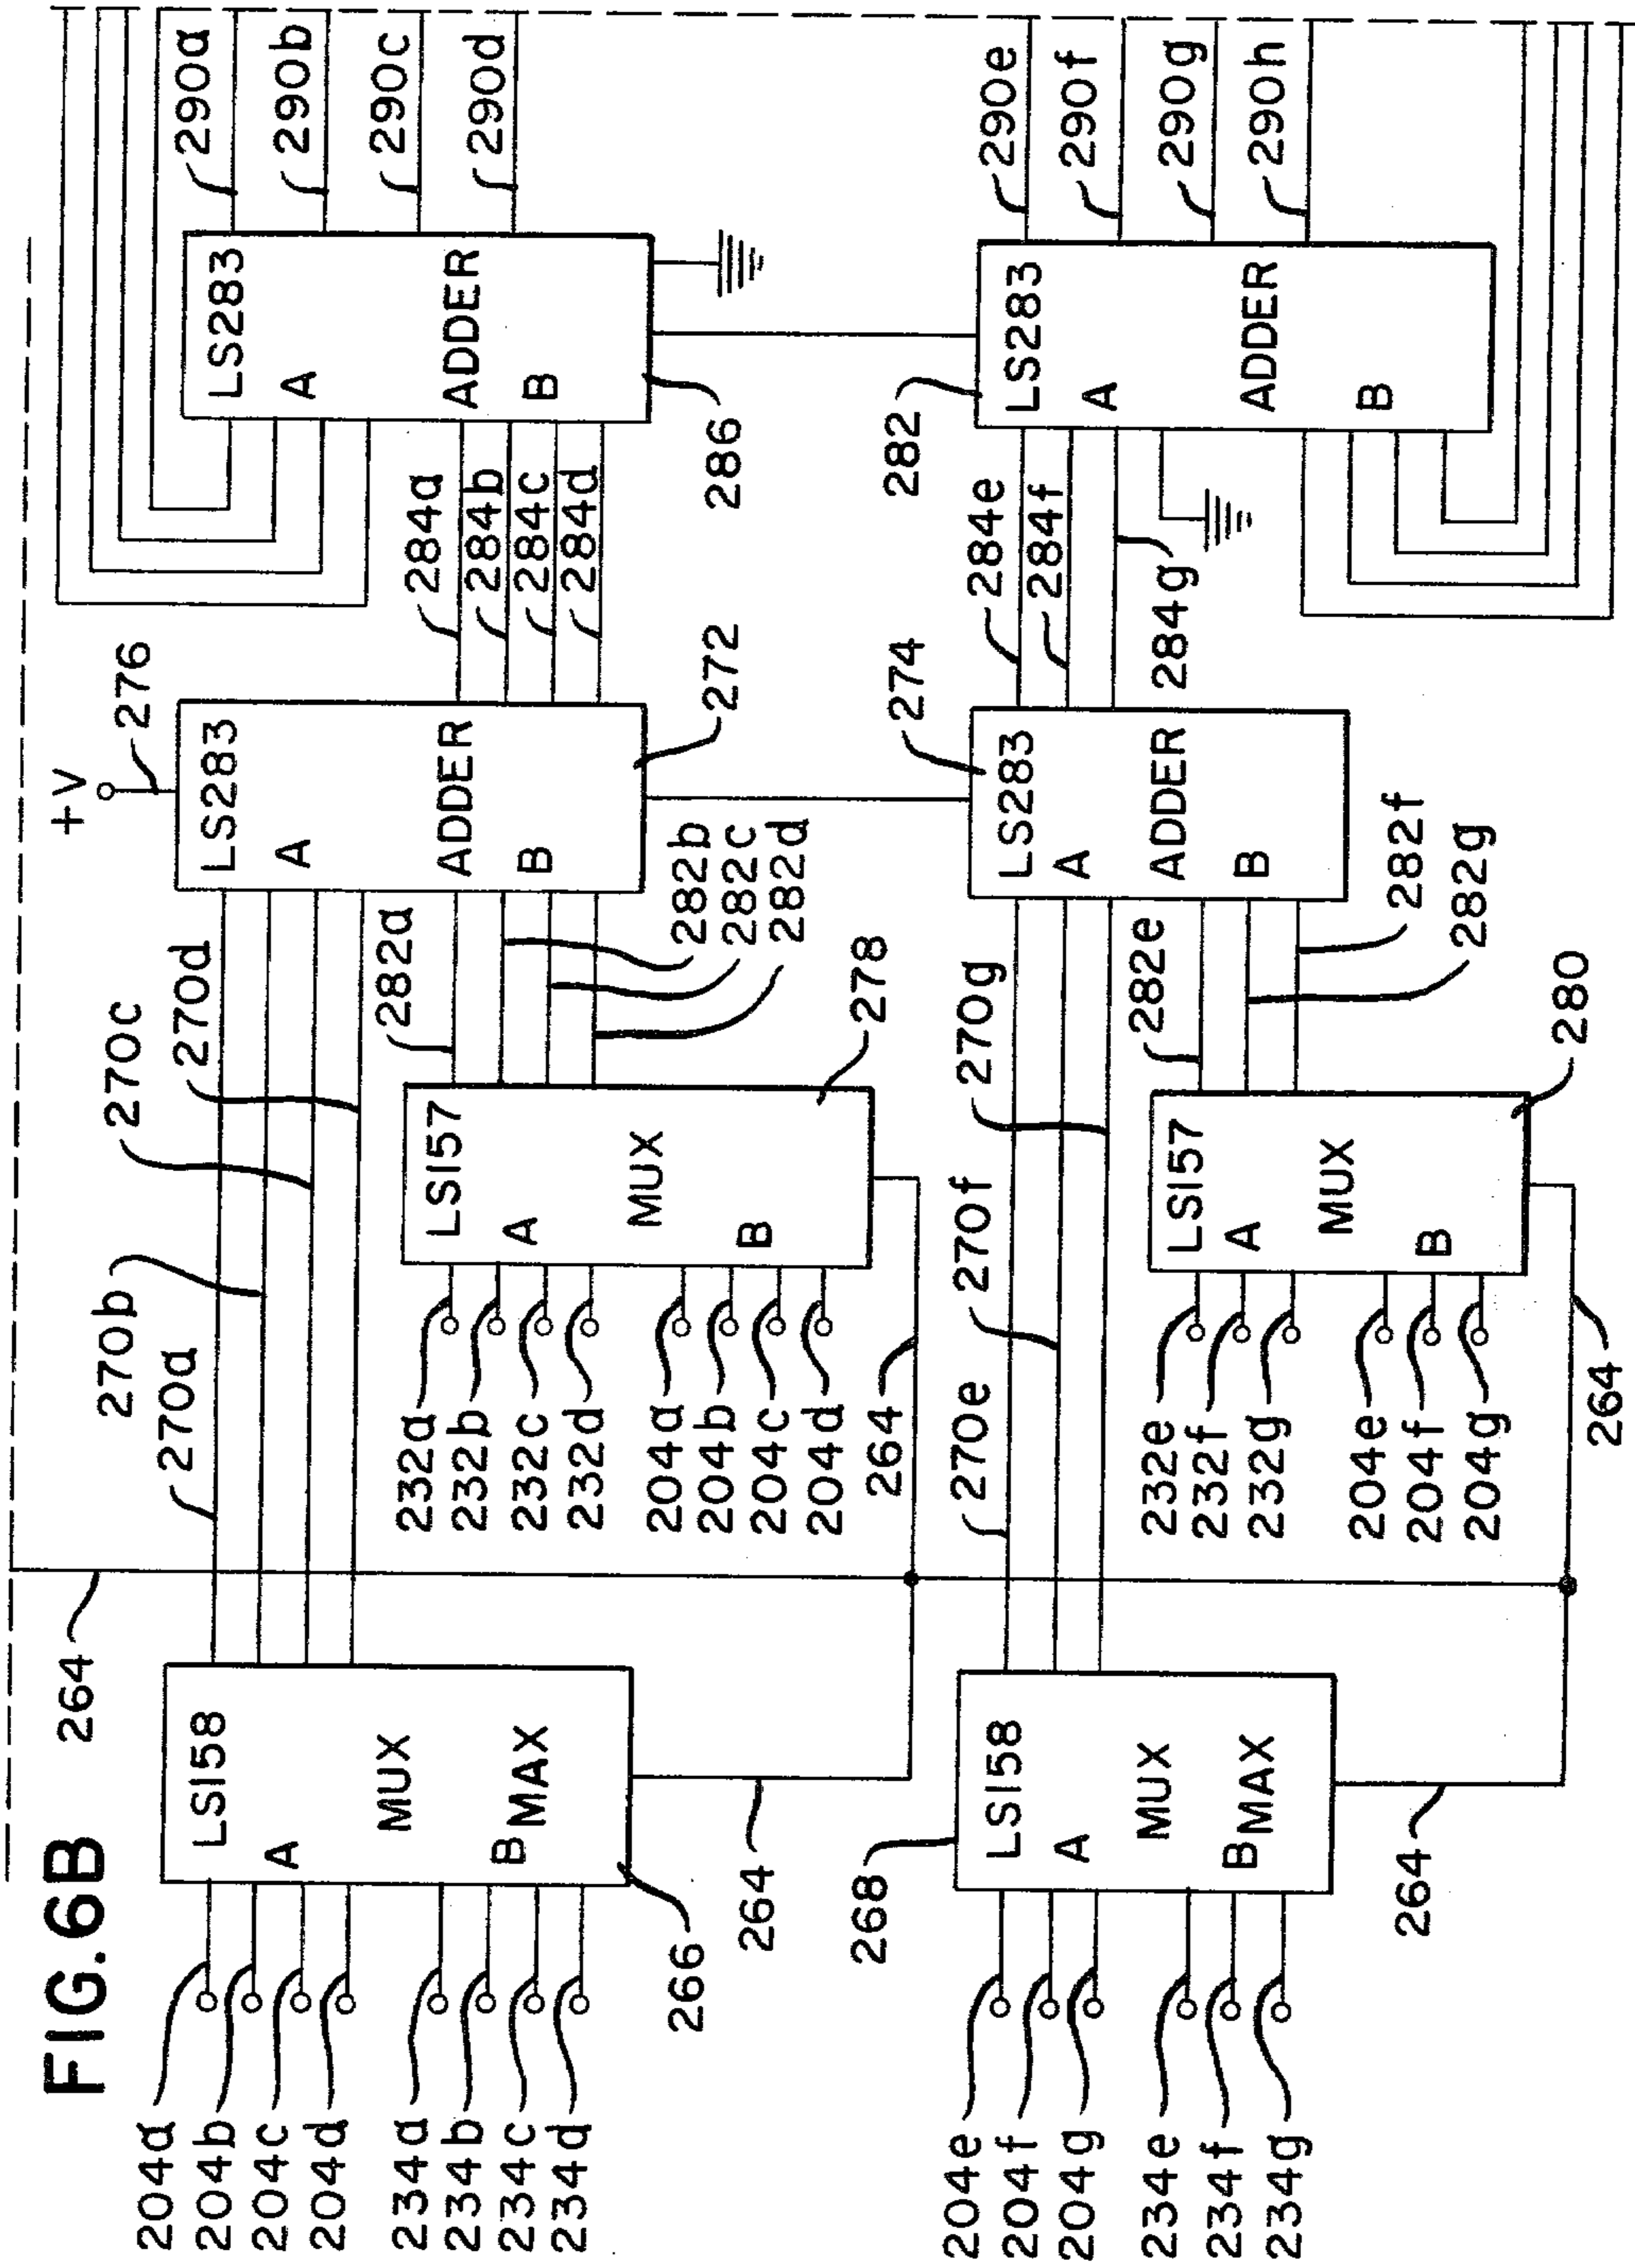 FIG.6B
264
204a
204b
204c
204d
234a
234b
234c
234d
LS158
A
MUX
B MAX
266
264
204e
204f
204g
234e
234f
234g
268
LS158
A
MUX
B MAX
264
270a
270b
270c
270d
232a
232b
232c
232d
204a
204b
204c
204d
264
LS157
A
MUX
B
278
282a
282b
282c
282d
270e
270f
270g
232e
232f
232g
204e
204f
204g
264
LS157
A
MUX
B
280
282e
282f
282g
+V
276
LS283
A
ADDER
B
272
274
LS283
A
ADDER
B
284a
284b
284c
284d
284e
284f
284g
LS283
A
ADDER
B
286
282
LS283
A
ADDER
B
290a
290b
290c
290d
290e
290f
290g
290h